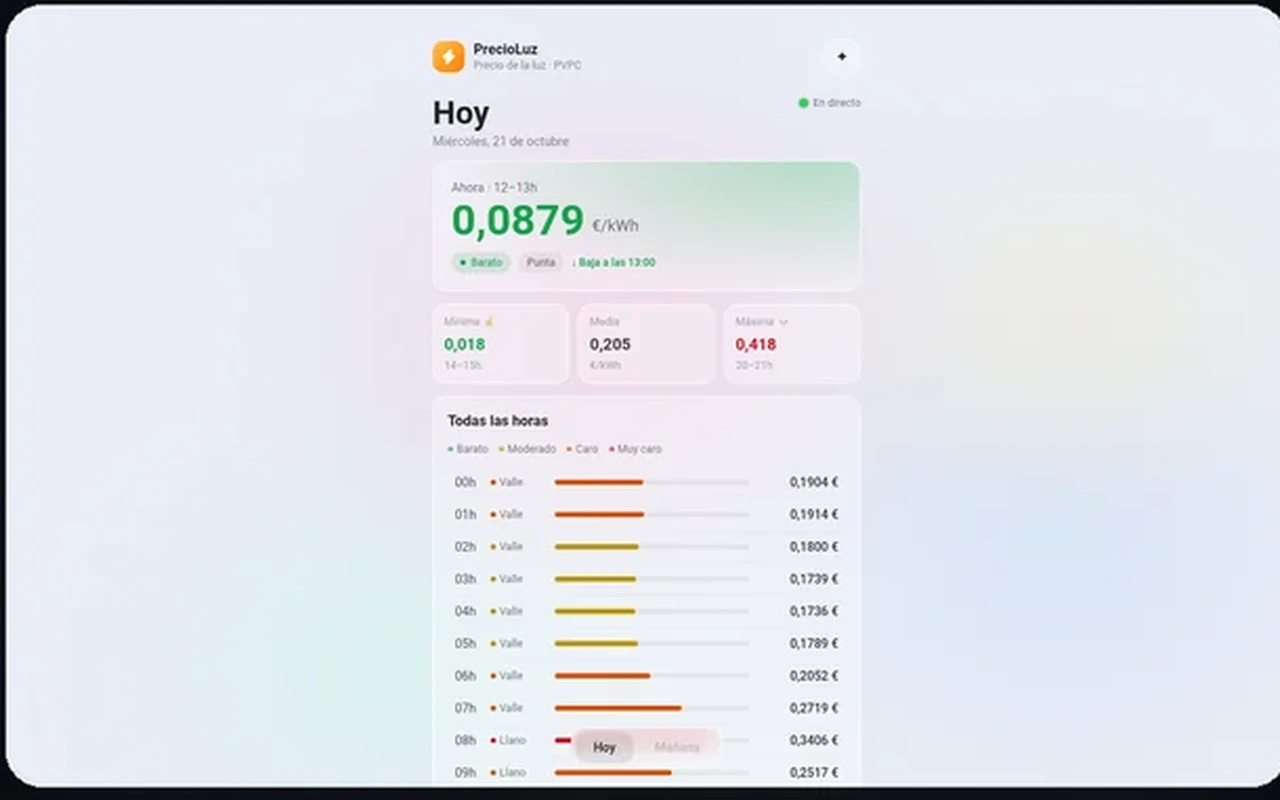 PrecioLuz
Precio de la luz · PVPC
Hoy
En directo
Miércoles, 21 de octubre
Ahora · 12–13h
0,0879 €/kWh
Barato Punta ↓ Baja a las 13:00
Mínima Media Máxima
0,018 0,205 0,418
14–15h €/kWh 20–21h
Todas las horas
Barato Moderado Caro Muy caro
00h Valle 0,1904 €
01h Valle 0,1914 €
02h Valle 0,1800 €
03h Valle 0,1739 €
04h Valle 0,1736 €
05h Valle 0,1789 €
06h Valle 0,2052 €
07h Valle 0,2719 €
08h Llano 0,3406 €
Hoy Mañana
09h Llano 0,2517 €